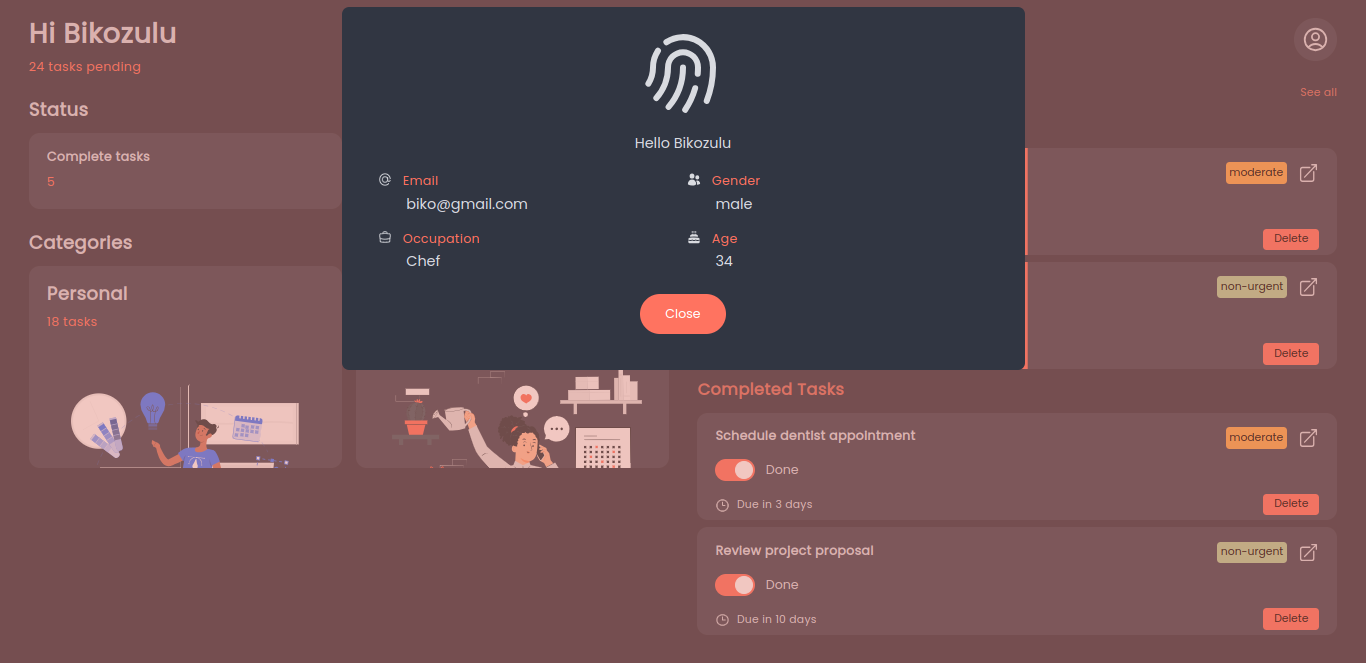 Hi Bikozulu
24 tasks pending
Status
Complete tasks
5
Categories
Personal
18 tasks
Hello Bikozulu
Email
biko@gmail.com
Gender
male
Occupation
Chef
Age
34
Close
See all
moderate
Delete
non-urgent
Delete
Completed Tasks
Schedule dentist appointment
moderate
Done
Due in 3 days
Delete
Review project proposal
non-urgent
Done
Due in 10 days
Delete